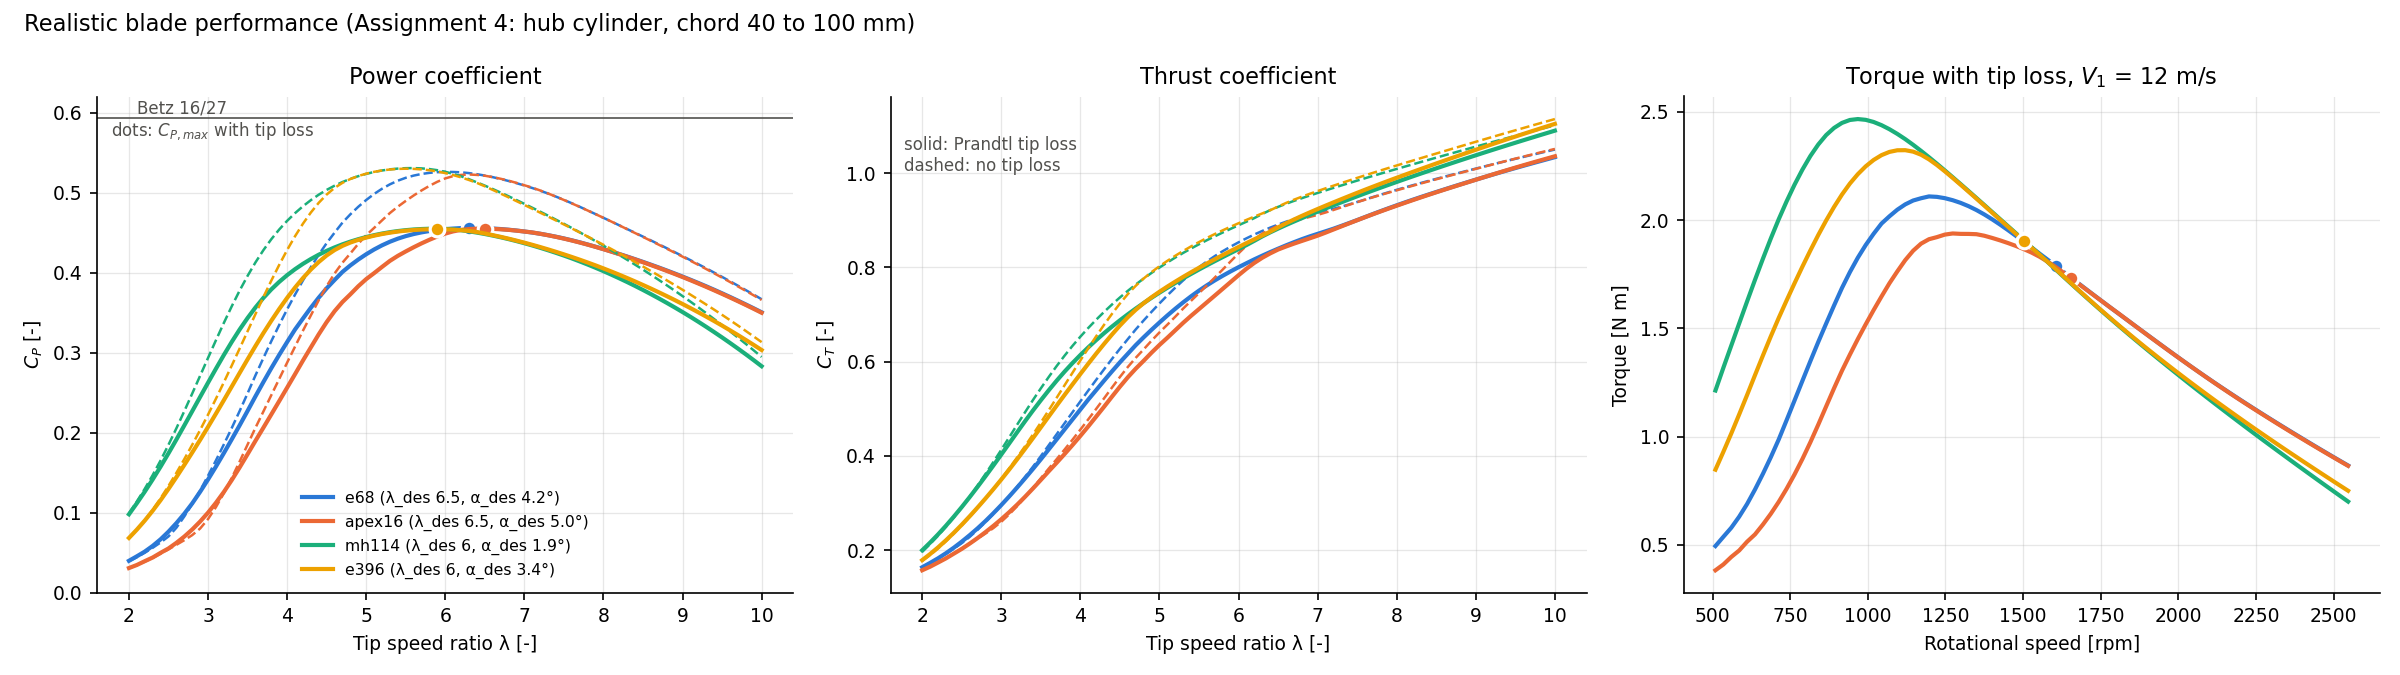 Realistic blade performance (Assignment 4: hub cylinder, chord 40 to 100 mm)
Power coefficient
Betz 16/27
dots: C_{P,max} with tip loss
0.6
0.5
0.4
0.3
0.2
0.1
0.0
C_P [-]
e68 (λ_des 6.5, α_des 4.2°)
apex16 (λ_des 6.5, α_des 5.0°)
mh114 (λ_des 6, α_des 1.9°)
e396 (λ_des 6, α_des 3.4°)
2 3 4 5 6 7 8 9 10
Tip speed ratio λ [-]
Thrust coefficient
solid: Prandtl tip loss
dashed: no tip loss
1.0
0.8
0.6
0.4
0.2
C_T [-]
2 3 4 5 6 7 8 9 10
Tip speed ratio λ [-]
Torque with tip loss, V_1 = 12 m/s
2.5
2.0
1.5
1.0
0.5
Torque [N m]
500 750 1000 1250 1500 1750 2000 2250 2500
Rotational speed [rpm]